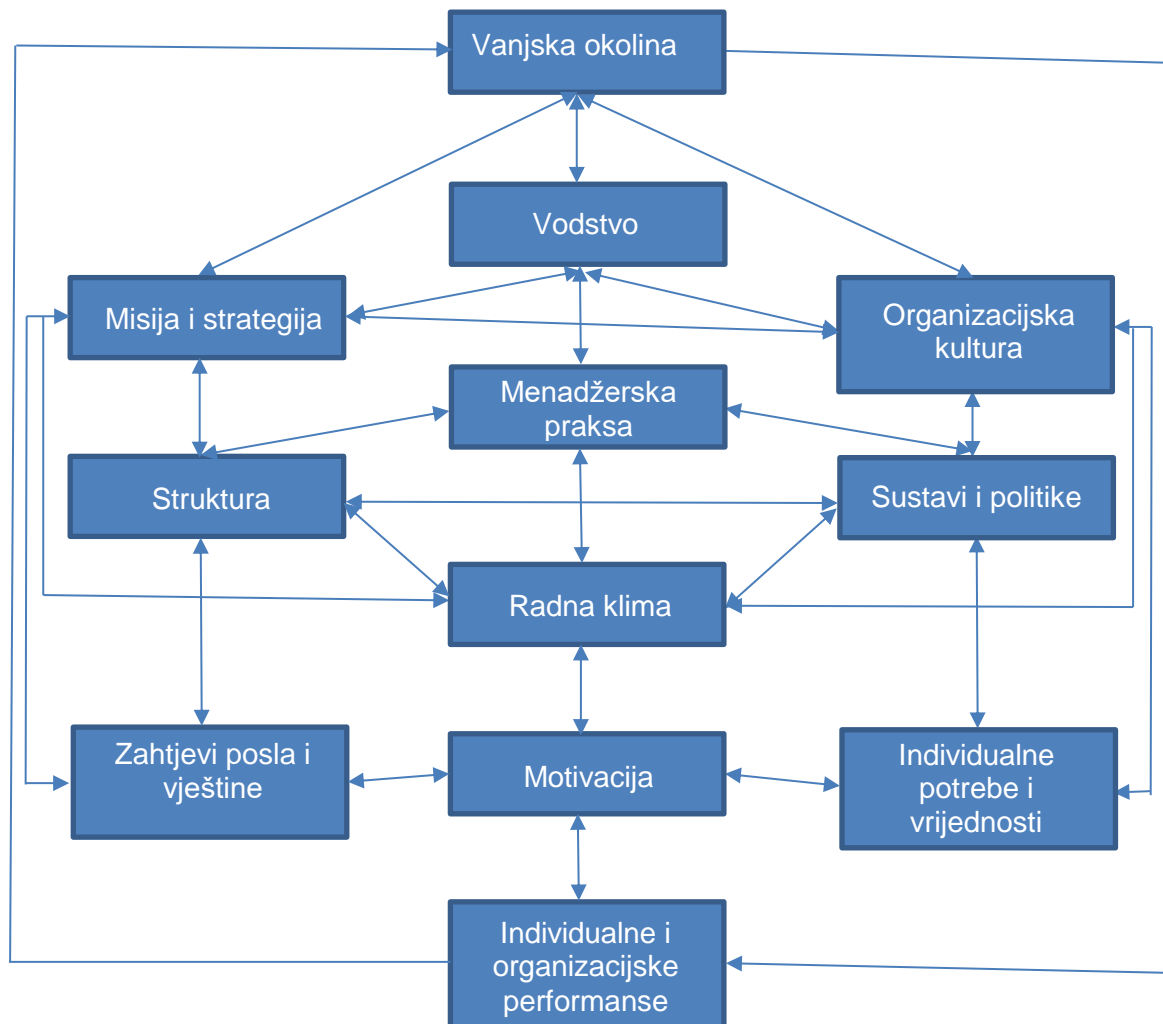 Vanjska okolina
Vodstvo
Misija i strategija
Organizacijska
kultura
Menadžerska
praksa
Struktura
Sustavi i politike
Radna klima
Zahtjevi posla i
vještine
Motivacija
Individualne
potrebe i
vrijednosti
Individualne i
organizacijske
performanse